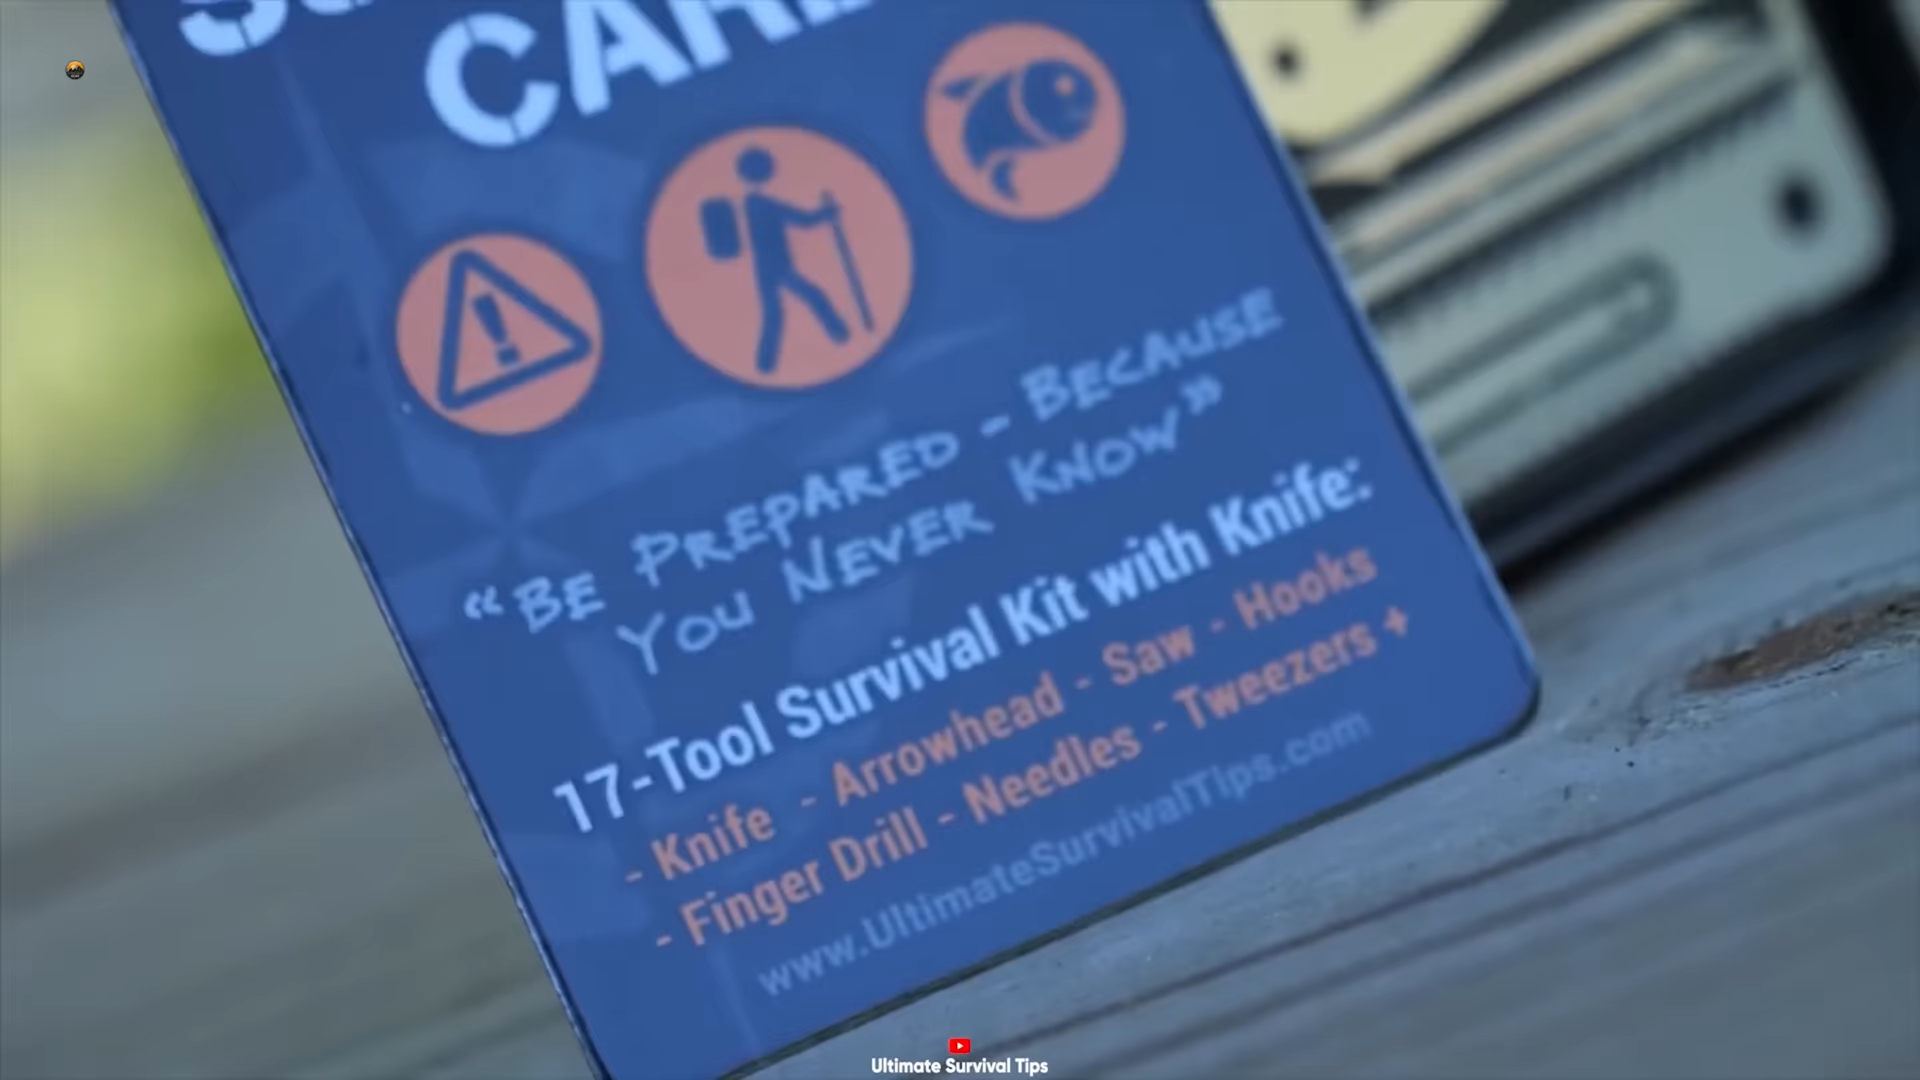 CAR
“BE PREPARED - BECAUSE
YOU NEVER KNOW”
17-Tool Survival Kit with Knife:
- Knife - Arrowhead - Saw - Hooks
- Finger Drill - Needles - Tweezers +
www.UltimateSurvivalTips.com
Ultimate Survival Tips